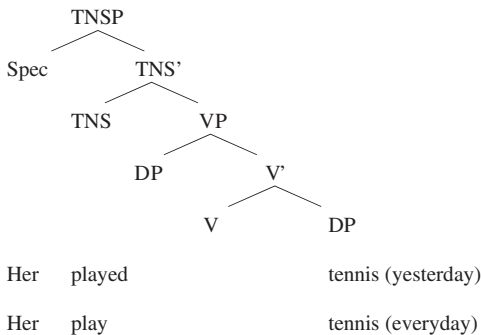 TNSP
Spec TNS’
TNS VP
DP V’
V DP
Her played tennis (yesterday)
Her play tennis (everyday)